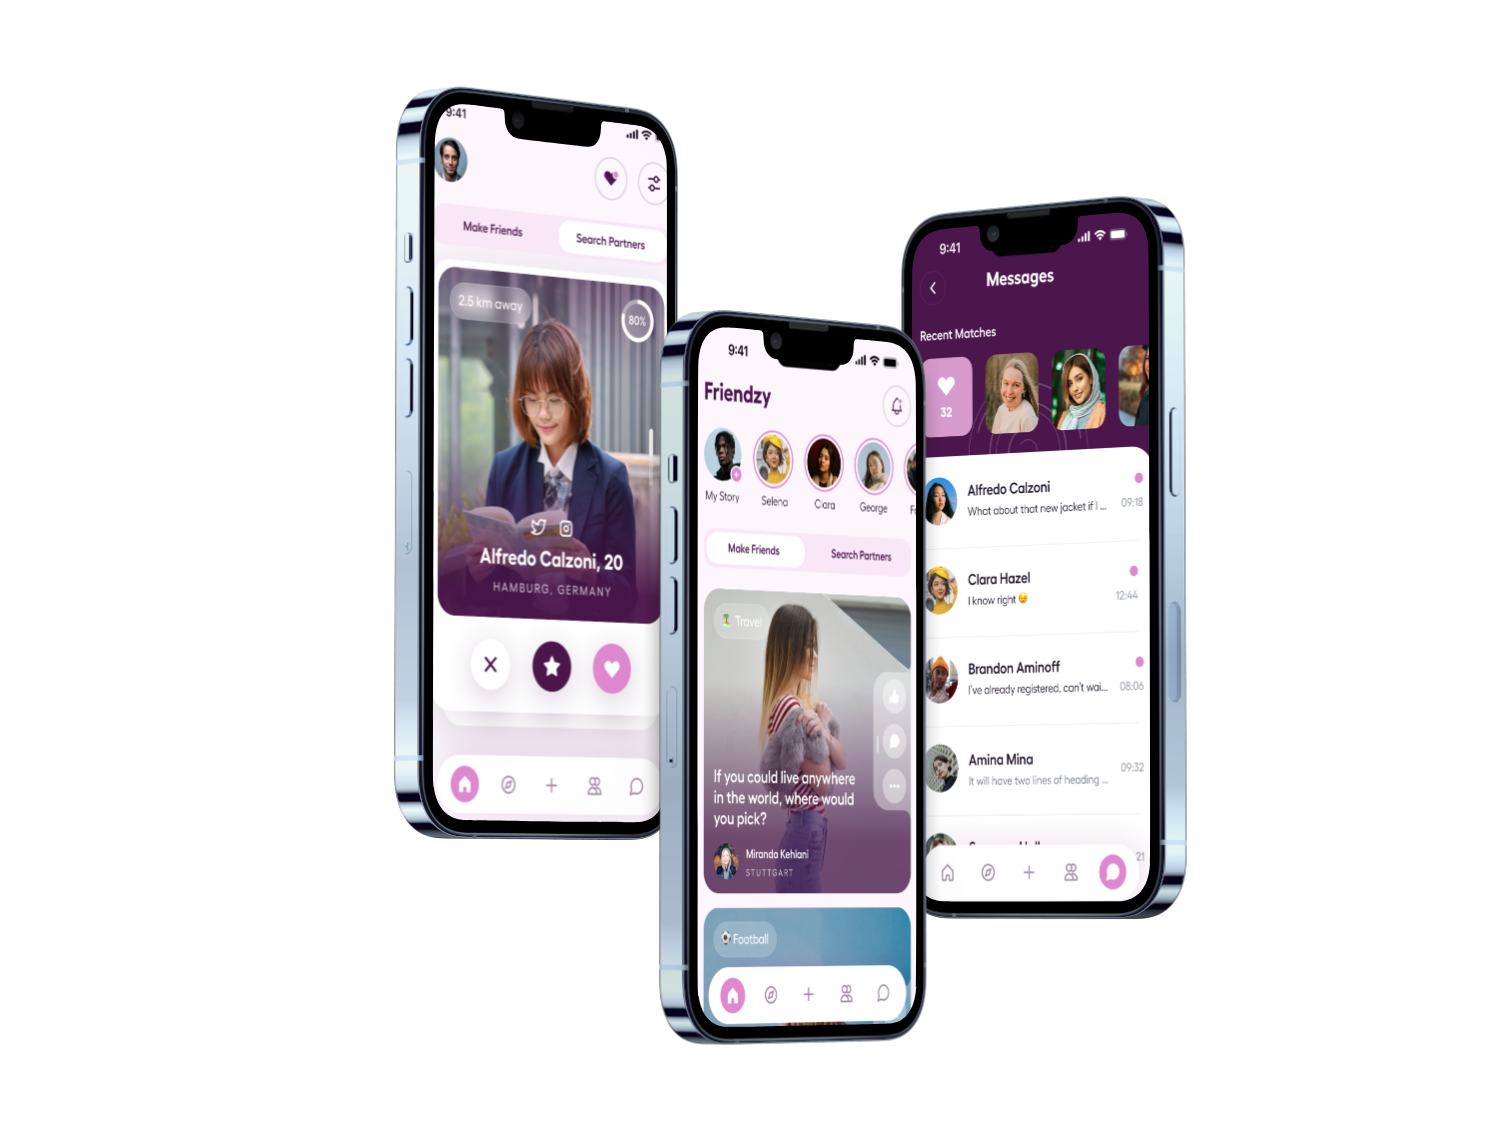 9:41
Make Friends
Search Partners
2.5 km away
80%
Alfredo Calzoni, 20
HAMBURG, GERMANY
9:41
Friendzy
My Story
Selena
Clara
George
Make Friends
Search Partners
Travel
If you could live anywhere
in the world, where would
you pick?
Miranda Kehlani
STUTTGART
Football
9:41
Messages
Recent Matches
32
Alfredo Calzoni
What about that new jacket if I ...
09:18
Clara Hazel
I know right 😉
12:44
Brandon Aminoff
I've already registered, can't wai...
08:06
Amina Mina
It will have two lines of heading ...
09:32
21